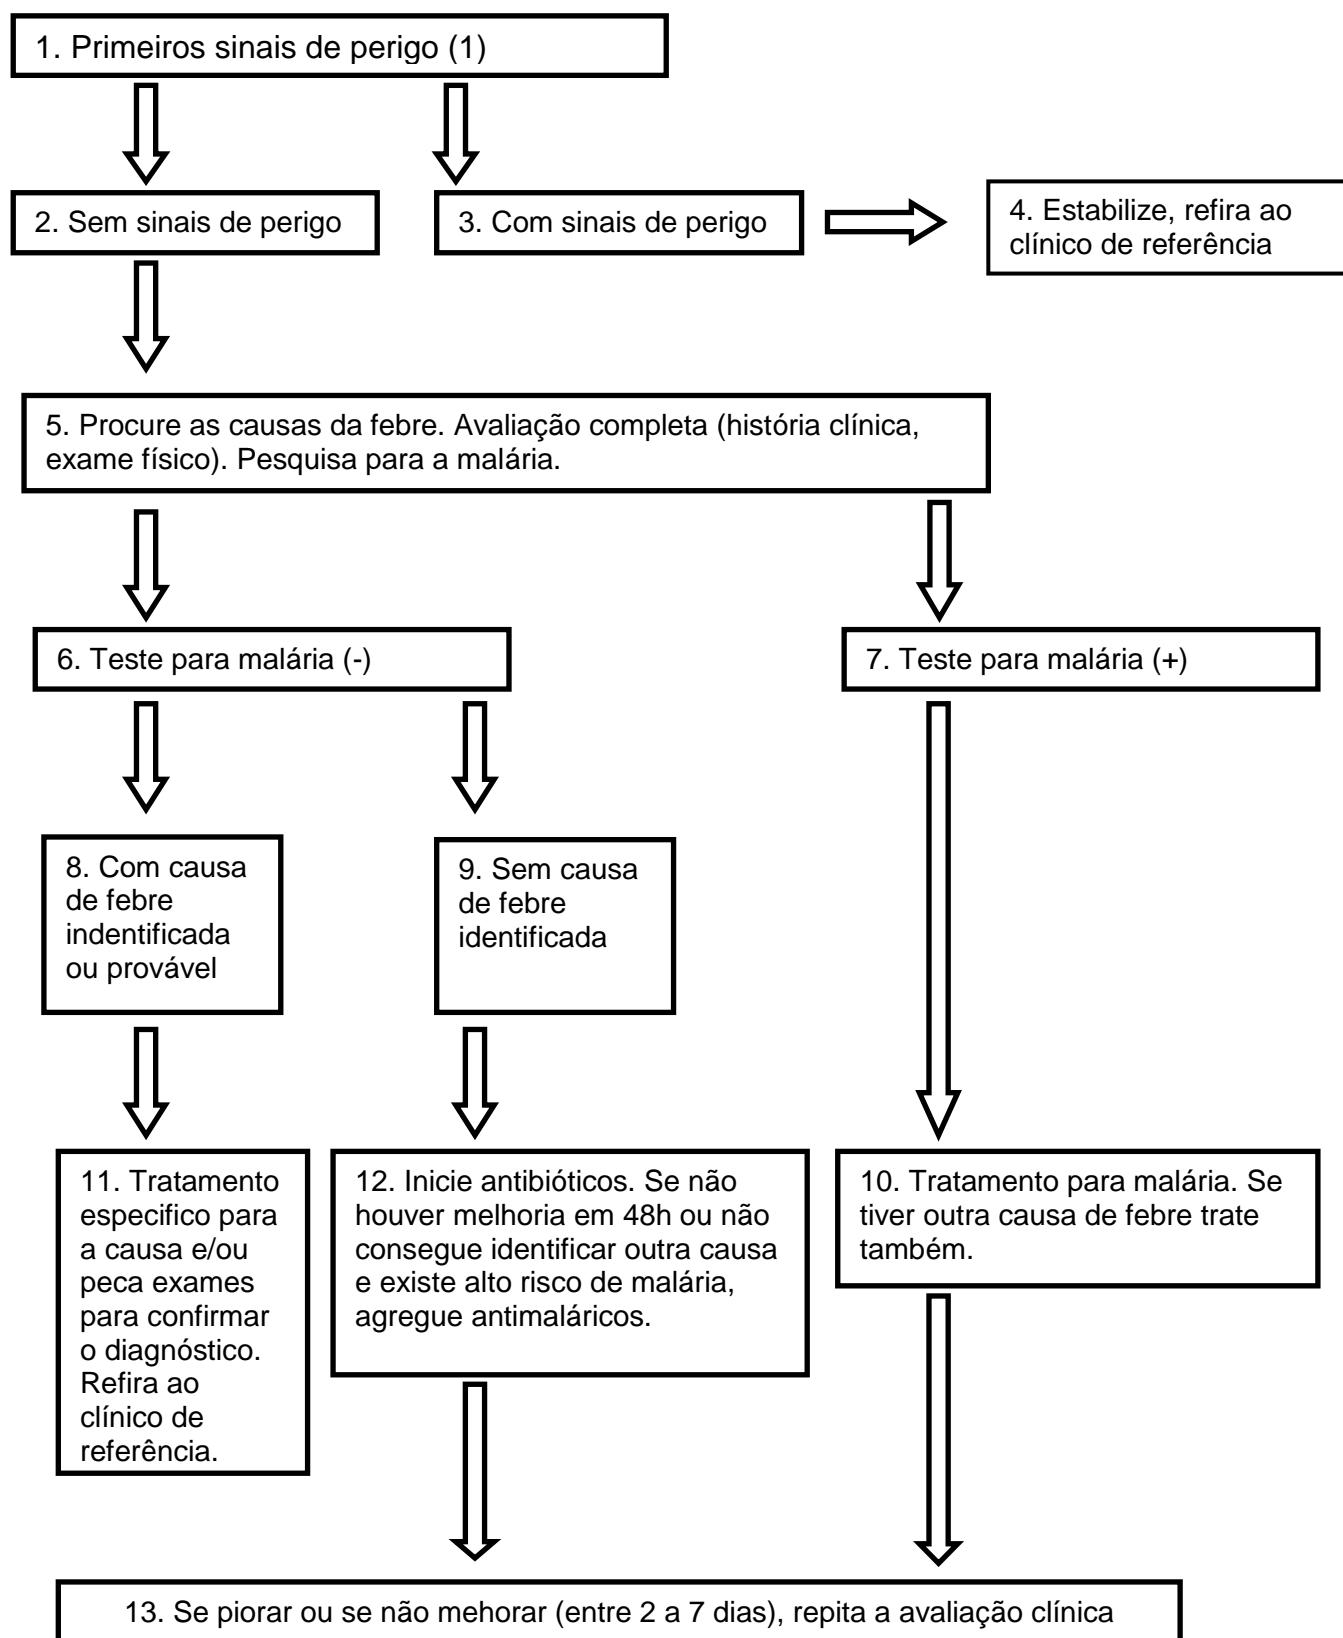 1. Primeiros sinais de perigo (1)
2. Sem sinais de perigo
3. Com sinais de perigo
4. Estabilize, refira ao
clínico de referência
5. Procure as causas da febre. Avaliação completa (história clínica,
exame físico). Pesquisa para a malária.
6. Teste para malária (-)
7. Teste para malária (+)
8. Com causa
de febre
indentificada
ou provável
9. Sem causa
de febre
identificada
11. Tratamento
especifico para
a causa e/ou
peca exames
para confirmar
o diagnóstico.
Refira ao
clínico de
referência.
12. Inicie antibióticos. Se não
houver melhoria em 48h ou não
consegue identificar outra causa
e existe alto risco de malária,
agregue antimaláricos.
10. Tratamento para malária. Se
tiver outra causa de febre trate
também.
13. Se piorar ou se não mehorar (entre 2 a 7 dias), repita a avaliação clínica